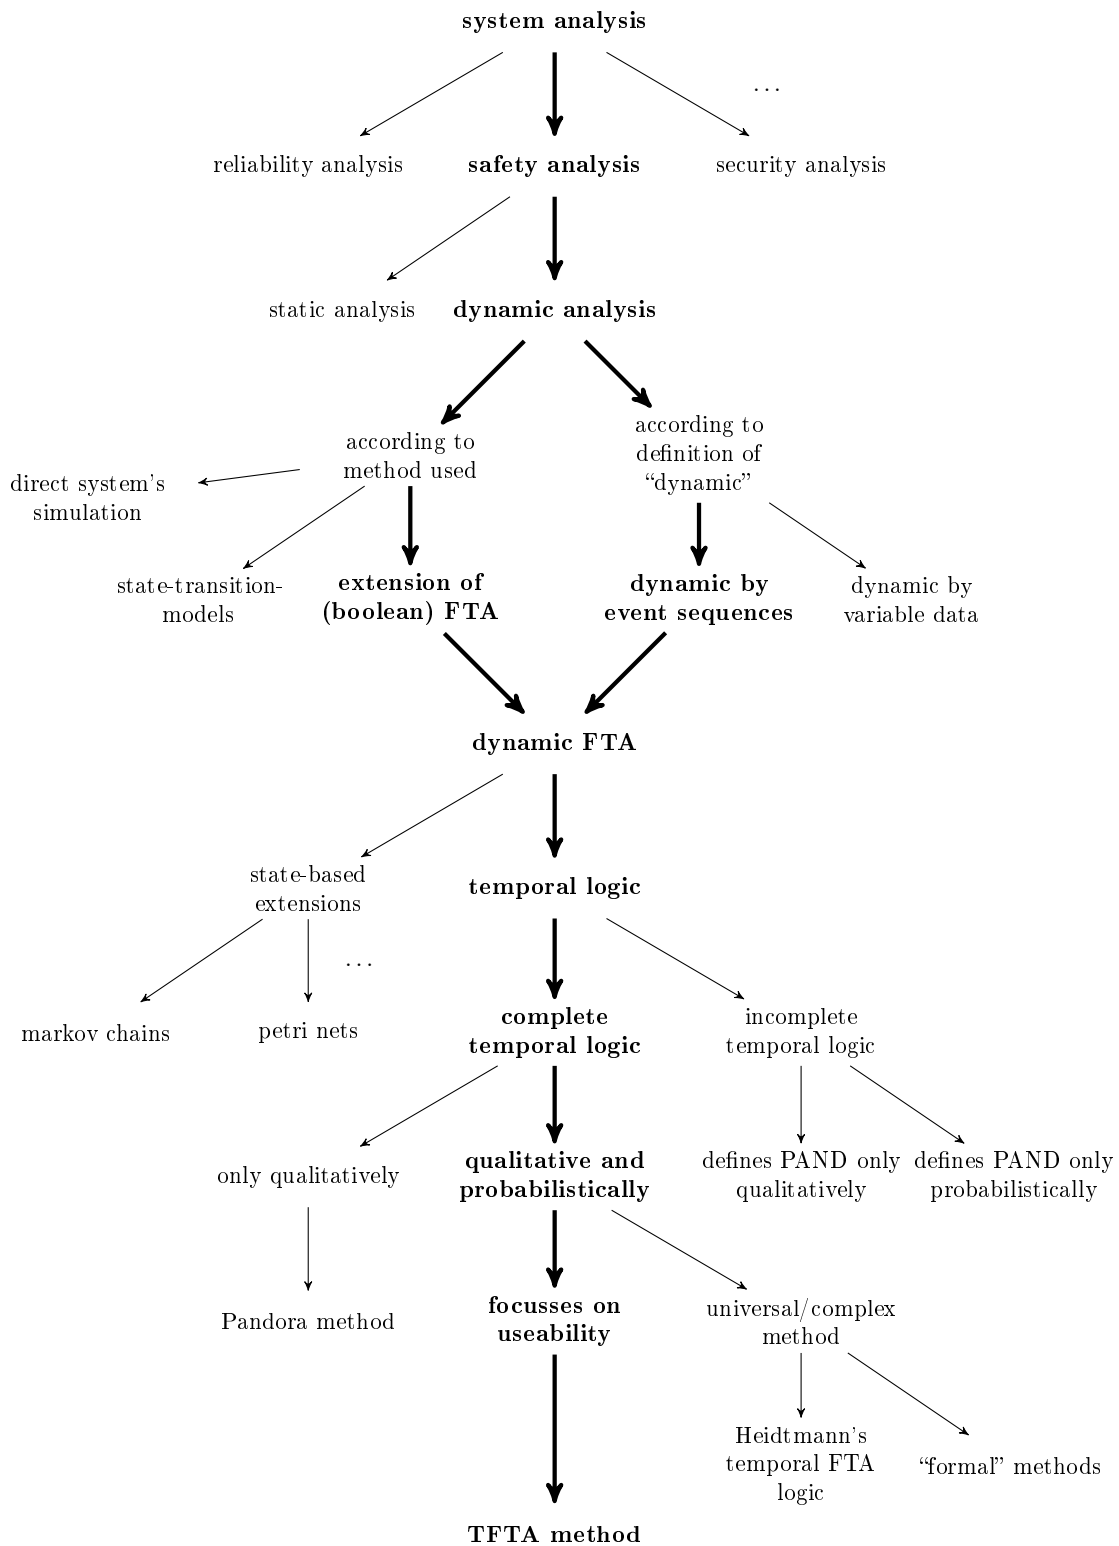 system analysis
...
reliability analysis
safety analysis
security analysis
static analysis
dynamic analysis
according to
method used
according to
definition of
“dynamic”
direct system's
simulation
state-transition-
models
extension of
(boolean) FTA
dynamic by
event sequences
dynamic by
variable data
dynamic FTA
state-based
extensions
temporal logic
...
markov chains
petri nets
complete
temporal logic
incomplete
temporal logic
only qualitatively
qualitative and
probabilistically
defines PAND only
qualitatively
defines PAND only
probabilistically
Pandora method
focusses on
useability
universal/complex
method
Heidtmann's
temporal FTA
logic
“formal” methods
TFTA method